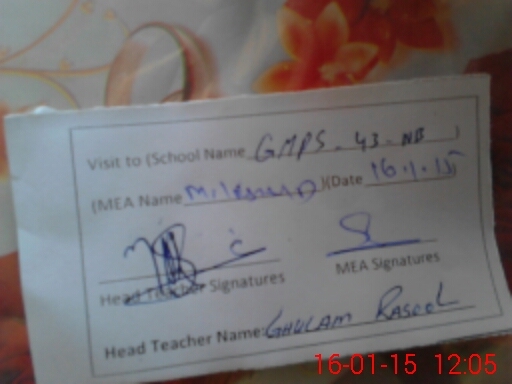 Visit to (School Name GMPS. 43. NB )
(MEA Name )(Date 16.1.15
Head Teacher Signatures
MEA Signatures
Head Teacher Name: GHULAM RASOOL
16-01-15 12:05